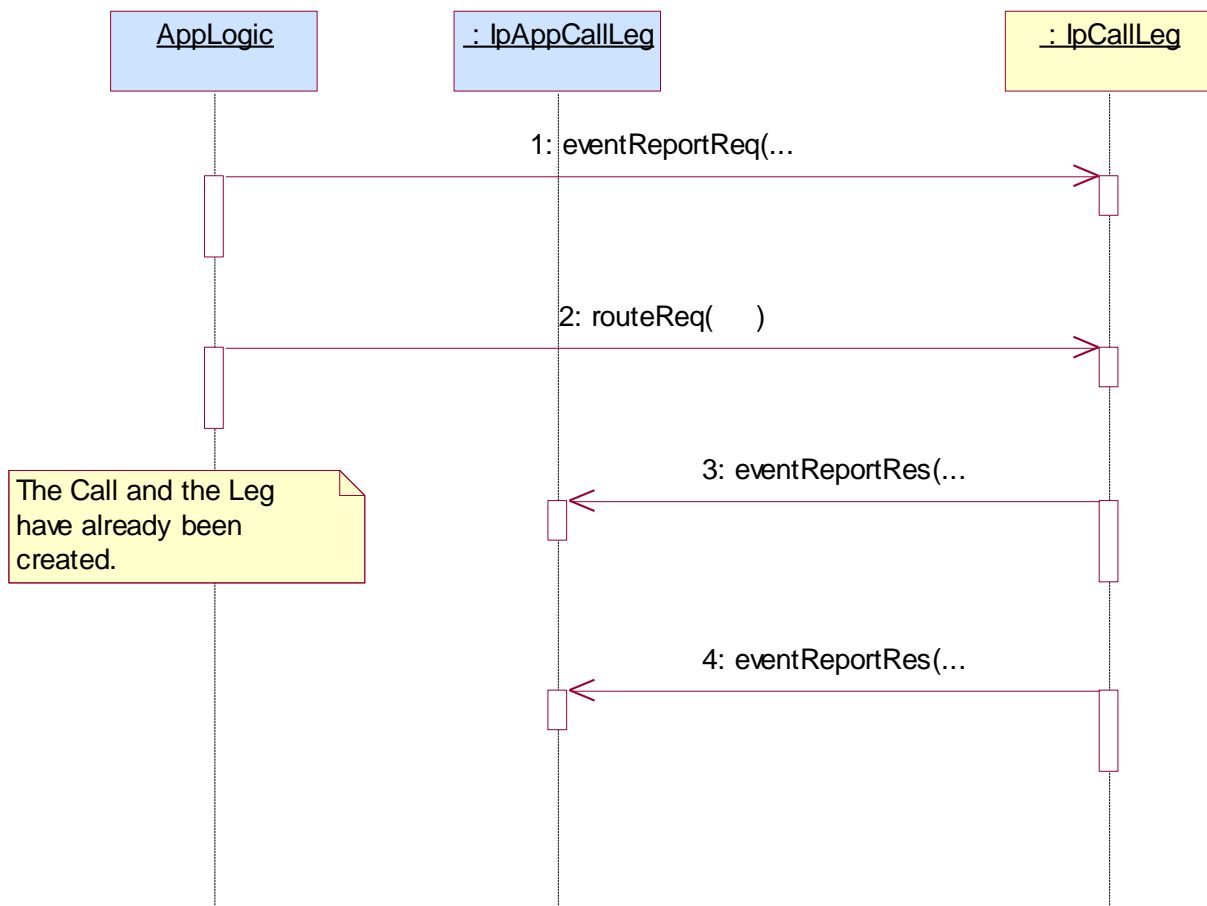 AppLogic
: IpAppCallLeg
: IpCallLeg
1: eventReportReq(...
2: routeReq( )
3: eventReportRes(...
The Call and the Leg
have already been
created.
4: eventReportRes(...